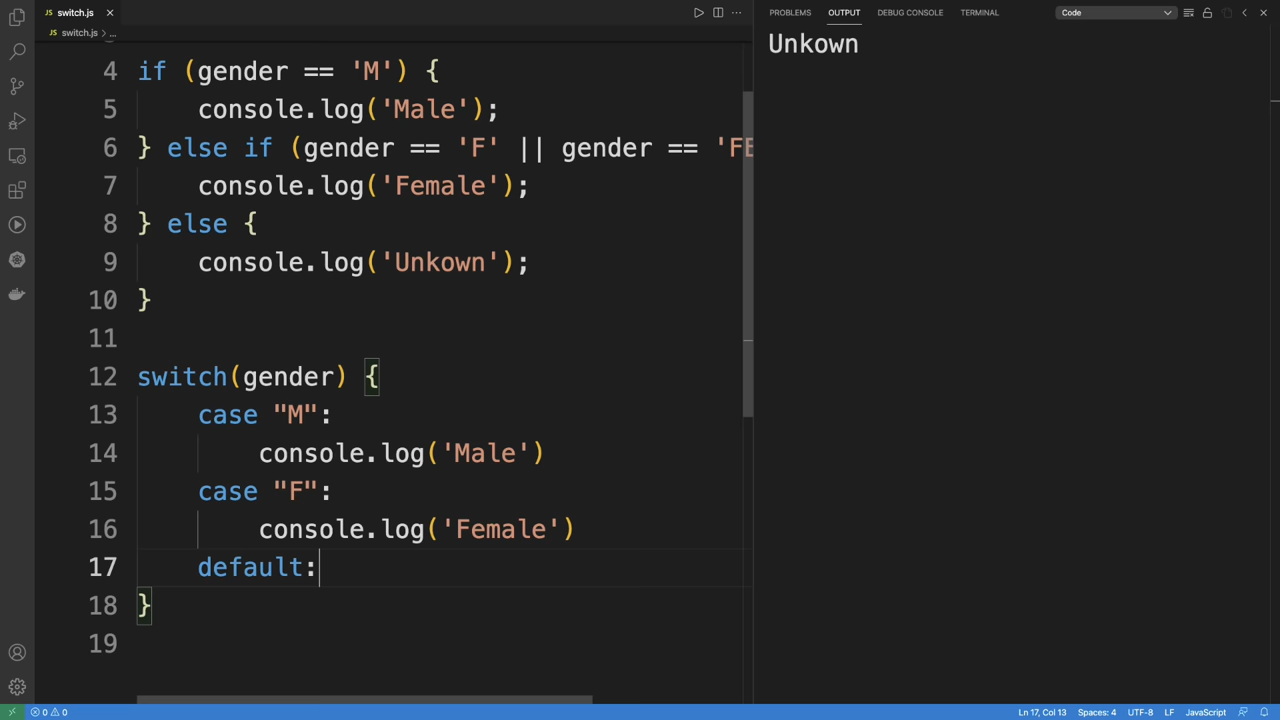 switch.js
PROBLEMS OUTPUT DEBUG CONSOLE TERMINAL Code
JS switch.js > ...
Unkown
4 if (gender == 'M') {
5 console.log('Male');
6 } else if (gender == 'F' || gender == 'FE
7 console.log('Female');
8 } else {
9 console.log('Unkown');
10 }
11
12 switch(gender) {
13 case "M":
14 console.log('Male')
15 case "F":
16 console.log('Female')
17 default:
18 }
19
0 0 Ln 17, Col 13 Spaces: 4 UTF-8 LF JavaScript